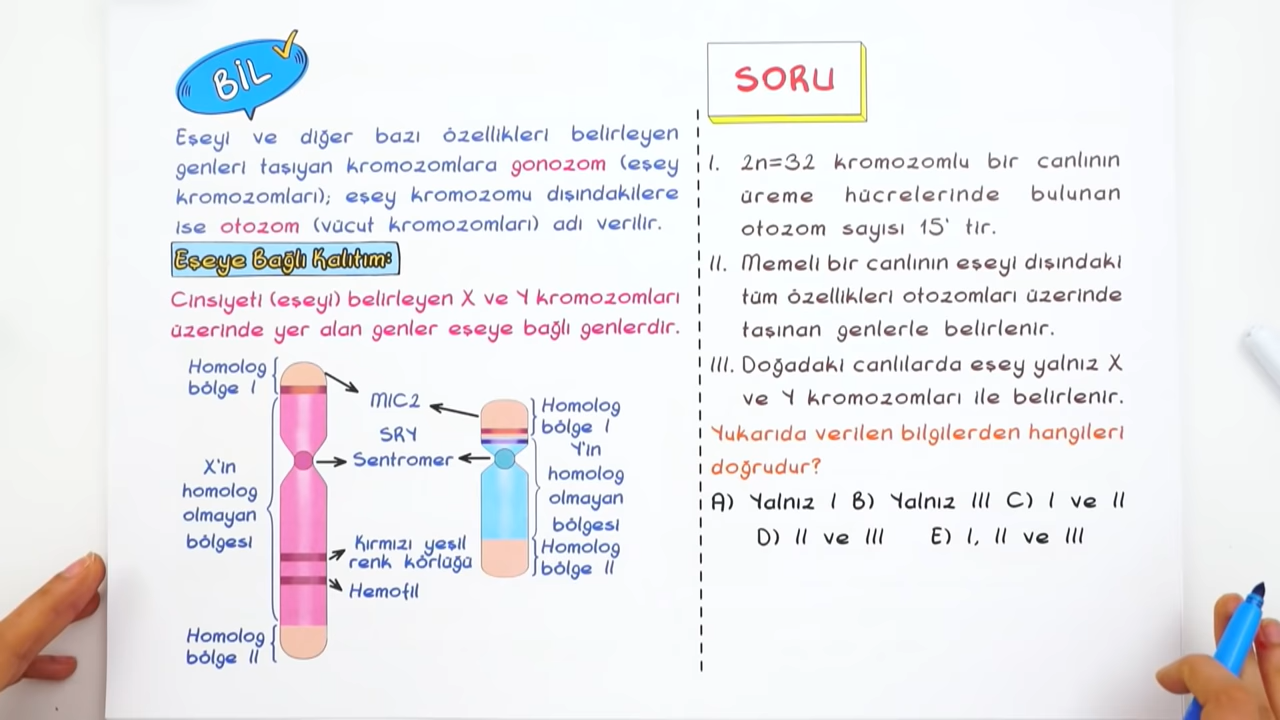 BİL
Eşeyi ve diğer bazı özellikleri belirleyen
genleri taşıyan kromozomlara gonozom (eşey
kromozomları); eşey kromozomu dışındakilere
ise otozom (vücut kromozomları) adı verilir.
Eşeye Bağlı Kalıtım:
Cinsiyeti (eşeyi) belirleyen X ve Y kromozomları
üzerinde yer alan genler eşeye bağlı genlerdir.
Homolog
bölge I
X'in
homolog
olmayan
bölgesi
Homolog
bölge II
MIC2
SRY
Sentromer
Kırmızı yeşil
renk körlüğü
Hemofil
Homolog
bölge I
Y'in
homolog
olmayan
bölgesi
Homolog
bölge II
SORU
I. 2n=32 kromozomlu bir canlının
üreme hücrelerinde bulunan
otozom sayısı 15' tir.
II. Memeli bir canlının eşeyi dışındaki
tüm özellikleri otozomları üzerinde
taşınan genlerle belirlenir.
III. Doğadaki canlılarda eşey yalnız X
ve Y kromozomları ile belirlenir.
Yukarıda verilen bilgilerden hangileri
doğrudur?
A) Yalnız I B) Yalnız III C) I ve II
D) II ve III E) I, II ve III